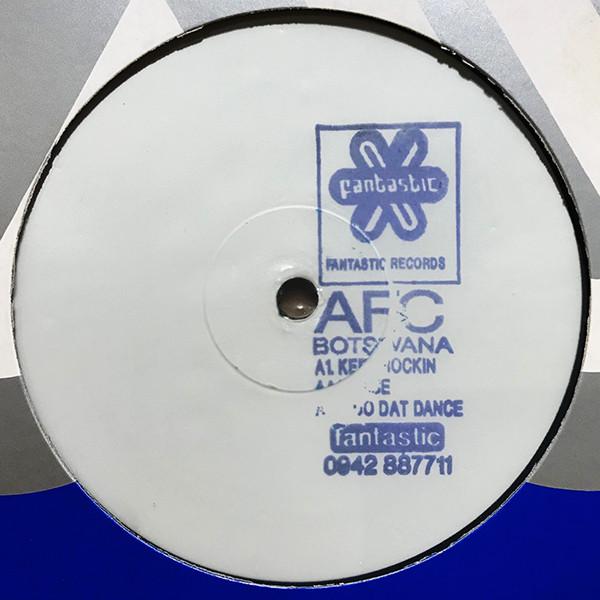 fantastic
FANTASTIC RECORDS
AFC
BOTSWANA
A1.
DAT DANCE
fantastic
0942 887711